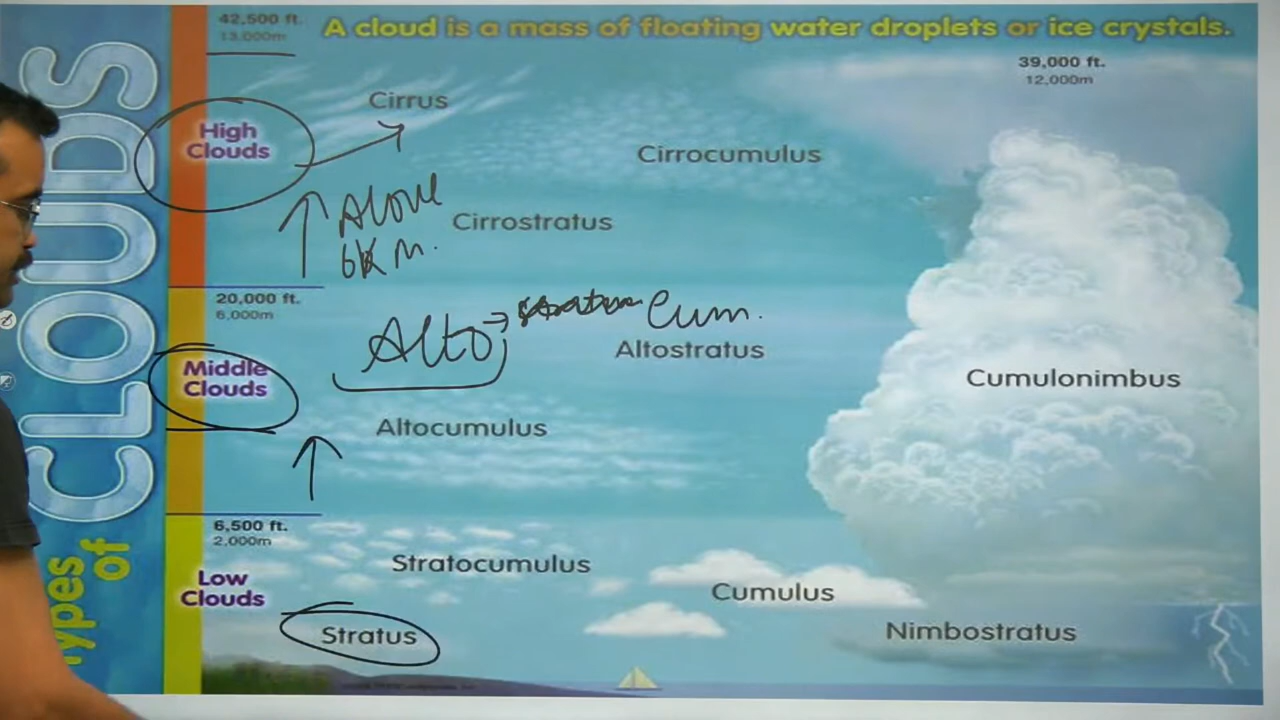 Types of CLOUDS
42,500 ft.
13,000m
A cloud is a mass of floating water droplets or ice crystals.
39,000 ft.
12,000m
High
Clouds
Cirrus
Cirrocumulus
Above
6km.
Cirrostratus
20,000 ft.
6,000m
Alto Cum.
Altostratus
Middle
Clouds
Cumulonimbus
Altocumulus
6,500 ft.
2,000m
Stratocumulus
Low
Clouds
Cumulus
Stratus
Nimbostratus